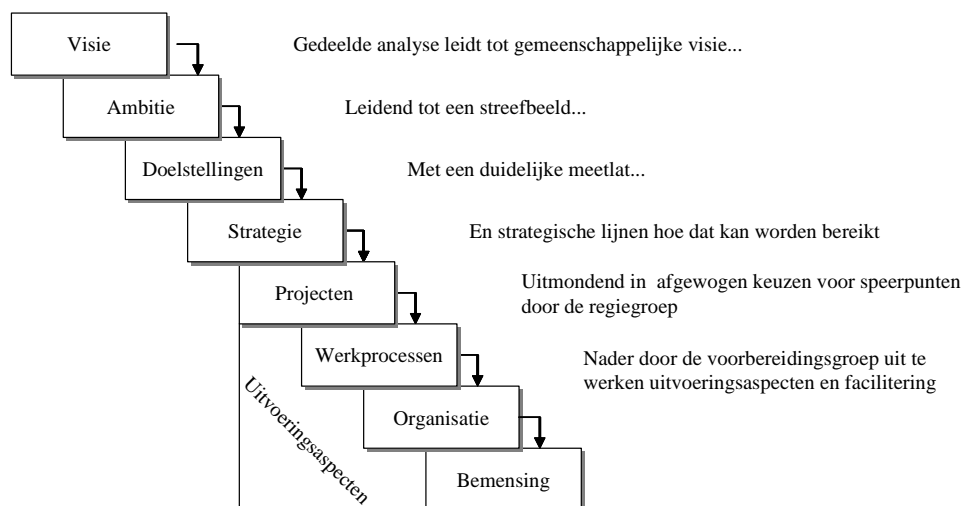 Visie
Gedeelde analyse leidt tot gemeenschappelijke visie...
Ambitie
Leidend tot een streefbeeld...
Doelstellingen
Met een duidelijke meetlat...
Strategie
En strategische lijnen hoe dat kan worden bereikt
Projecten
Uitmondend in afgewogen keuzen voor speerpunten
door de regiegroep
Werkprocessen
Nader door de voorbereidingsgroep uit te
werken uitvoeringsaspecten en facilitering
Uitvoeringsaspecten
Organisatie
Bemensing